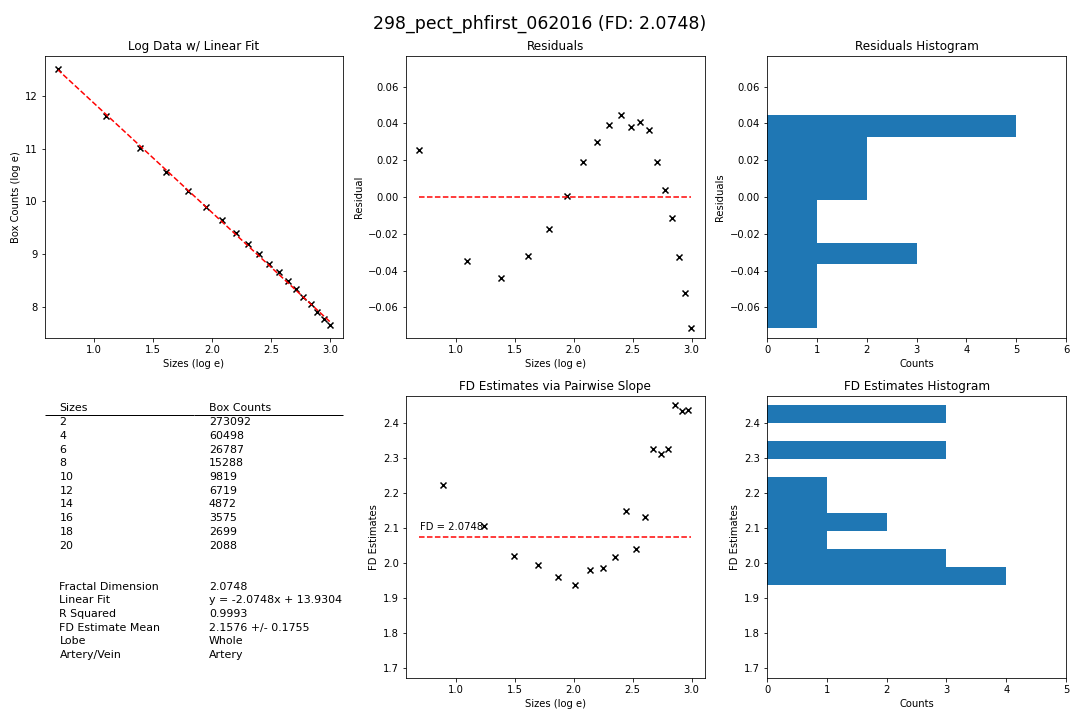 298_pect_phfirst_062016 (FD: 2.0748)
Log Data w/ Linear Fit
Box Counts (log e)
12
11
10
9
8
1.0 1.5 2.0 2.5 3.0
Sizes (log e)
Residuals
Residual
0.06
0.04
0.02
0.00
−0.02
−0.04
−0.06
1.0 1.5 2.0 2.5 3.0
Sizes (log e)
Residuals Histogram
Residuals
0.06
0.04
0.02
0.00
−0.02
−0.04
−0.06
0 1 2 3 4 5 6
Counts
Sizes Box Counts
2 273092
4 60498
6 26787
8 15288
10 9819
12 6719
14 4872
16 3575
18 2699
20 2088
Fractal Dimension 2.0748
Linear Fit y = -2.0748x + 13.9304
R Squared 0.9993
FD Estimate Mean 2.1576 +/- 0.1755
Lobe Whole
Artery/Vein Artery
FD Estimates via Pairwise Slope
FD Estimates
2.4
2.3
2.2
2.1
2.0
1.9
1.8
1.7
FD = 2.0748
1.0 1.5 2.0 2.5 3.0
Sizes (log e)
FD Estimates Histogram
FD Estimates
2.4
2.3
2.2
2.1
2.0
1.9
1.8
1.7
0 1 2 3 4 5
Counts